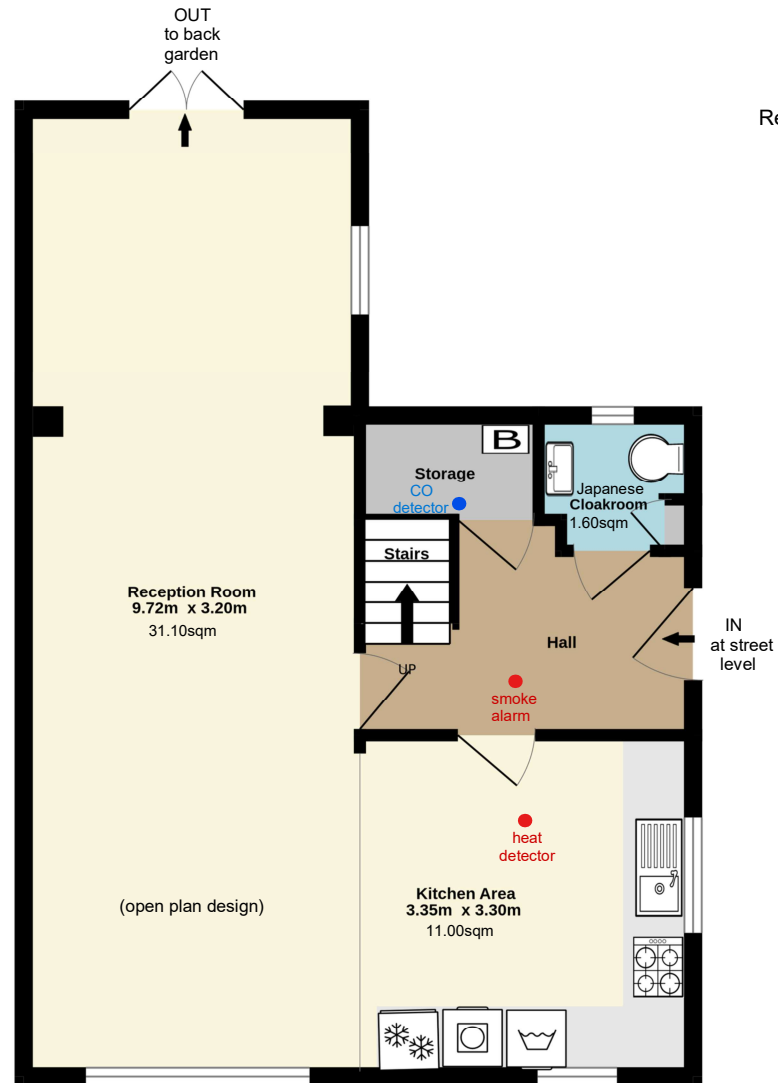 OUT
to back
garden
Re
B
Storage
CO
detector
Japanese
Cloakroom
1.60sqm
Stairs
Reception Room
9.72m x 3.20m
31.10sqm
Hall
IN
at street
level
UP
smoke
alarm
heat
detector
Kitchen Area
3.35m x 3.30m
11.00sqm
(open plan design)